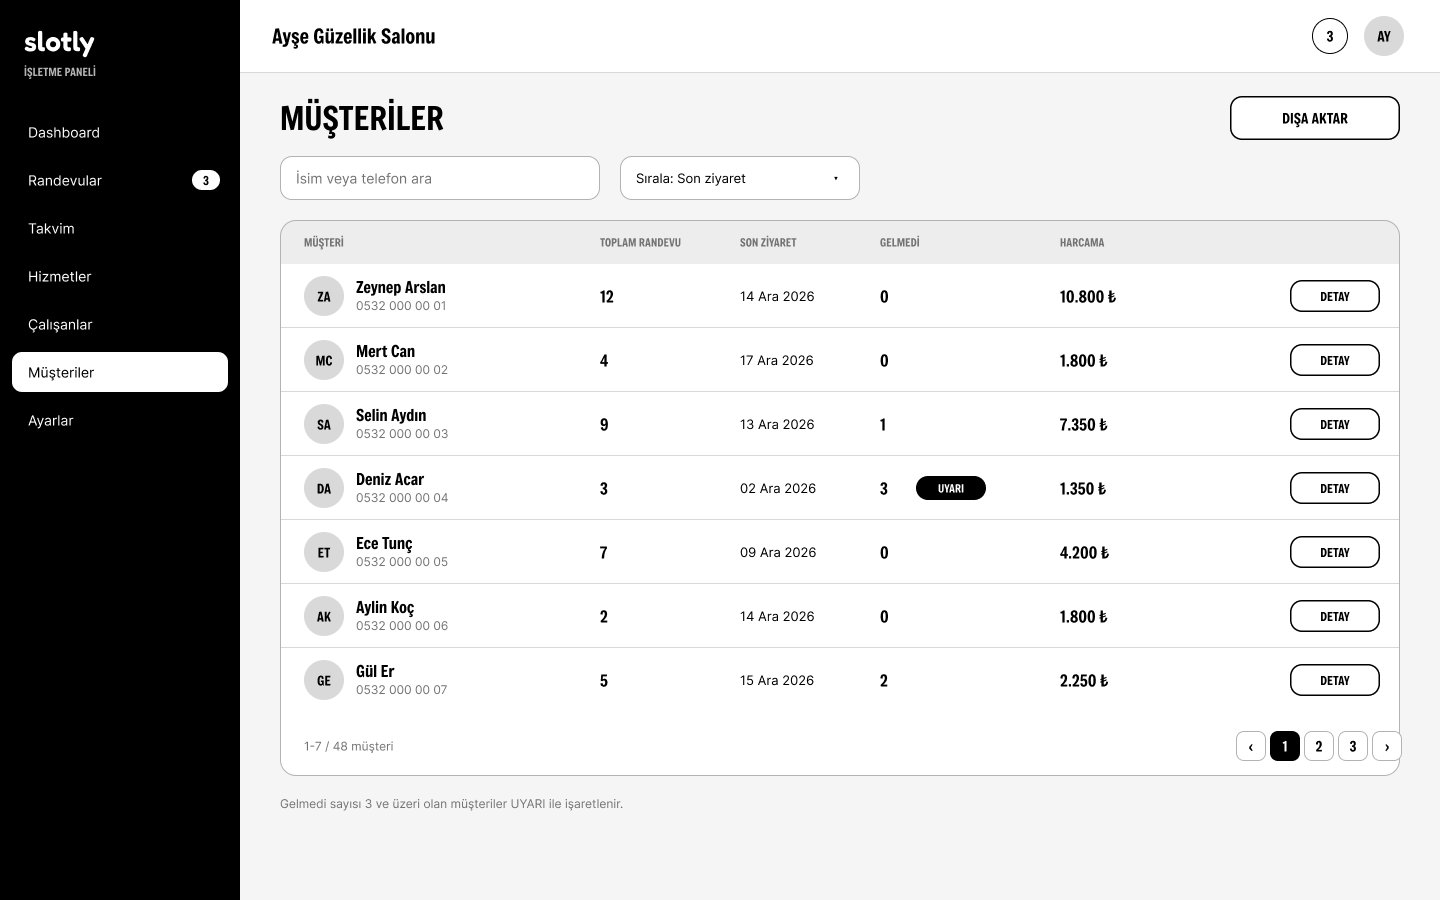 slotly
İŞLETME PANELİ
Dashboard
Randevular 3
Takvim
Hizmetler
Çalışanlar
Müşteriler
Ayarlar
Ayşe Güzellik Salonu 3 AY
MÜŞTERİLER DIŞA AKTAR
İsim veya telefon ara Sırala: Son ziyaret
MÜŞTERİ TOPLAM RANDEVU SON ZİYARET GELMEDİ HARCAMA
ZA Zeynep Arslan 12 14 Ara 2026 0 10.800 ₺ DETAY
0532 000 00 01
MC Mert Can 4 17 Ara 2026 0 1.800 ₺ DETAY
0532 000 00 02
SA Selin Aydın 9 13 Ara 2026 1 7.350 ₺ DETAY
0532 000 00 03
DA Deniz Acar 3 02 Ara 2026 3 UYARI 1.350 ₺ DETAY
0532 000 00 04
ET Ece Tunç 7 09 Ara 2026 0 4.200 ₺ DETAY
0532 000 00 05
AK Aylin Koç 2 14 Ara 2026 0 1.800 ₺ DETAY
0532 000 00 06
GE Gül Er 5 15 Ara 2026 2 2.250 ₺ DETAY
0532 000 00 07
1-7 / 48 müşteri ‹ 1 2 3 ›
Gelmedi sayısı 3 ve üzeri olan müşteriler UYARI ile işaretlenir.